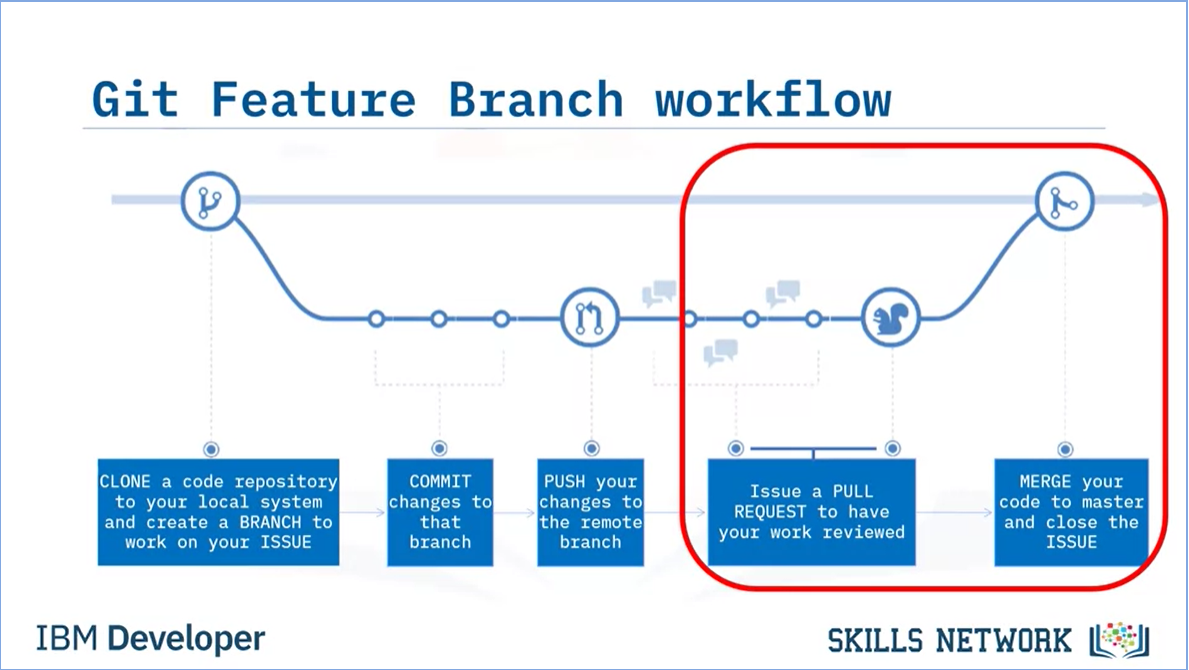 Git Feature Branch workflow
CLONE a code repository
to your local system
and create a BRANCH to
work on your ISSUE
COMMIT
changes to
that
branch
PUSH your
changes to
the remote
branch
Issue a PULL
REQUEST to have
your work reviewed
MERGE your
code to master
and close the
ISSUE
IBM Developer
SKILLS NETWORK